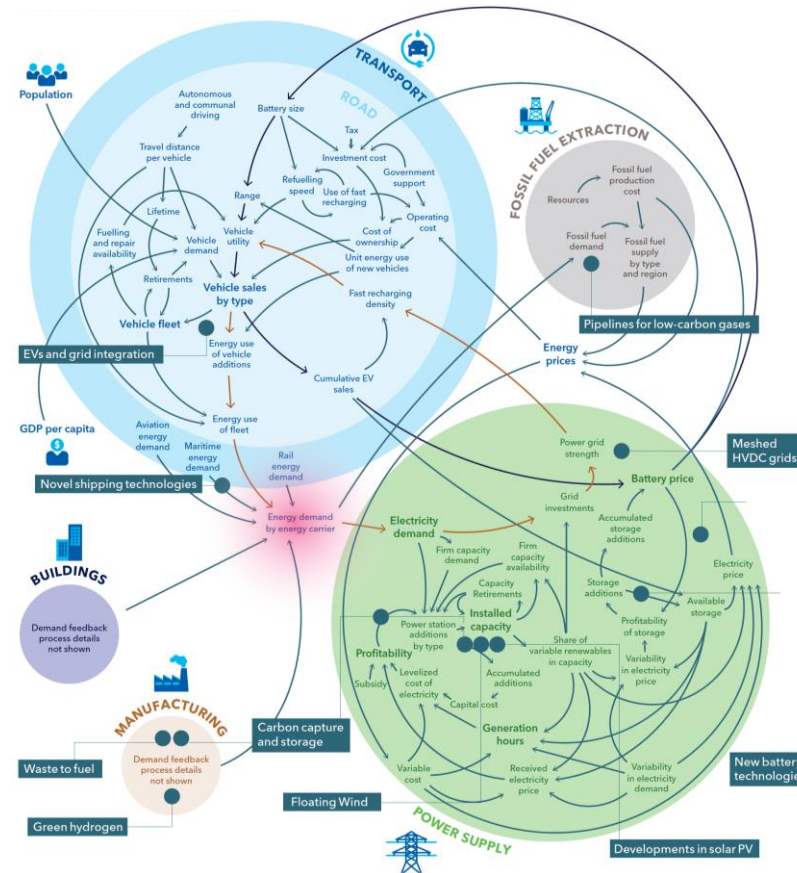 TRANSPORT
ROAD
Population
Autonomous
and communal
driving
Battery size
Tax
Travel distance
per vehicle
Investment cost
Government
support
Refuelling
speed
Use of fast
recharging
Range
Lifetime
Operating
cost
Fuelling
and repair
availability
Vehicle
demand
Vehicle
utility
Cost of
ownership
Unit energy use
of new vehicles
Retirements
Vehicle sales
by type
Fast recharging
density
Vehicle fleet
EVs and grid integration
Energy use
of vehicle
additions
Cumulative EV
sales
GDP per capita
Energy use
of fleet
Aviation
energy
demand
Maritime
energy
demand
Rail
energy
demand
Novel shipping technologies
Energy demand
by energy carrier
FOSSIL FUEL EXTRACTION
Fossil fuel
production
cost
Resources
Fossil fuel
demand
Fossil fuel
supply
by type
and region
Pipelines for low-carbon gases
Energy
prices
Power grid
strength
Meshed
HVDC grids
Battery price
Grid
investments
Electricity
demand
Accumulated
storage
additions
Firm capacity
demand
Firm
capacity
availability
Electricity
price
Capacity
Retirements
Storage
additions
Available
storage
Power station
additions
by type
Installed
capacity
Profitability
of storage
Profitability
Share of
variable renewables
in capacity
Variability
in electricity
price
Subsidy
Levelized
cost of
electricity
Accumulated
additions
Capital cost
Generation
hours
Variable
cost
Received
electricity
price
Variability
in electricity
demand
New batter
technologie
Floating Wind
Developments in solar PV
POWER SUPPLY
BUILDINGS
Demand feedback
process details
not shown
MANUFACTURING
Demand feedback
process details
not shown
Carbon capture
and storage
Waste to fuel
Green hydrogen